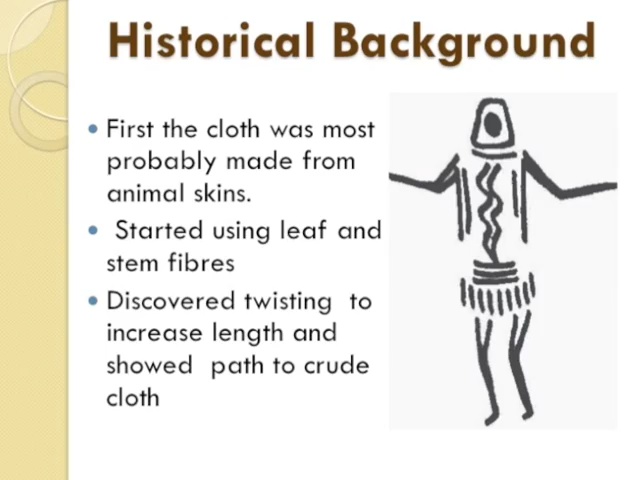 Historical Background
• First the cloth was most
probably made from
animal skins.
• Started using leaf and
stem fibres
• Discovered twisting to
increase length and
showed path to crude
cloth